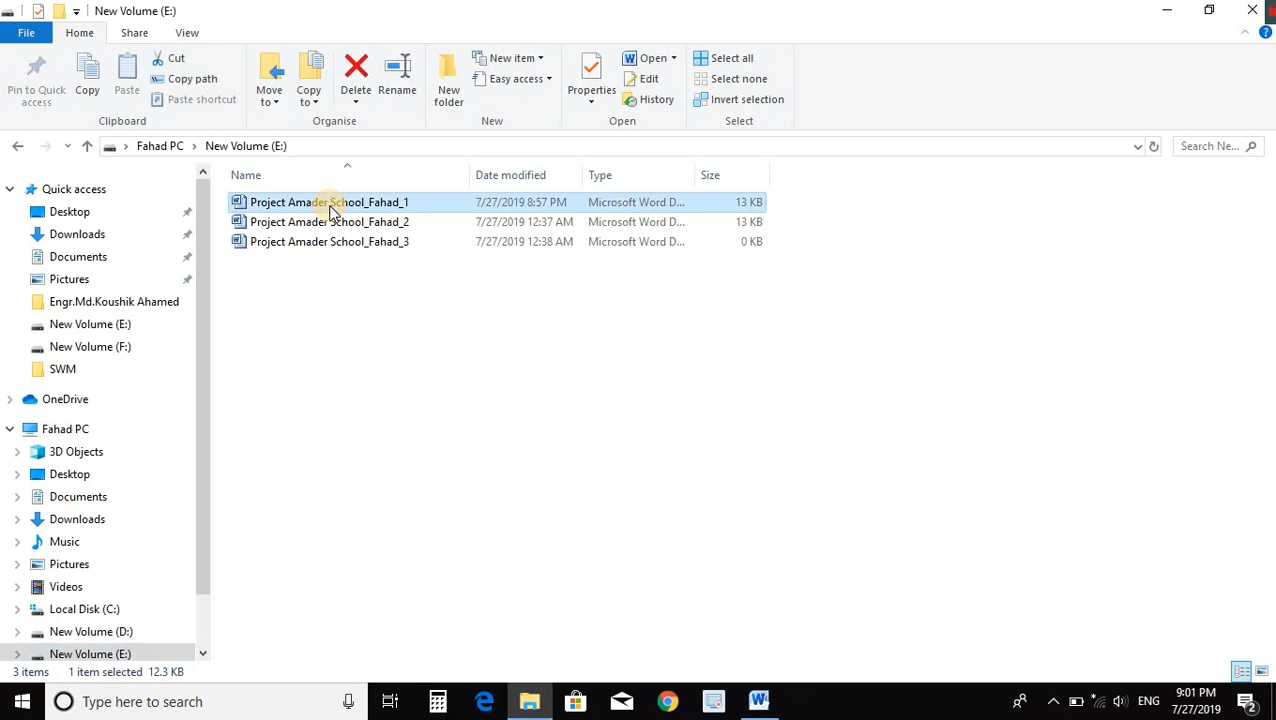 New Volume (E:)
File Home Share View
Pin to Quick access
Copy
Paste
Cut
Copy path
Paste shortcut
Clipboard
Move to
Copy to
Delete
Rename
Organise
New folder
New item
Easy access
New
Properties
Open
Edit
History
Open
Select all
Select none
Invert selection
Select
Fahad PC New Volume (E:)
Search Ne...
Name Date modified Type Size
Project Amader School_Fahad_1 7/27/2019 8:57 PM Microsoft Word D... 13 KB
Project Amader School_Fahad_2 7/27/2019 12:37 AM Microsoft Word D... 13 KB
Project Amader School_Fahad_3 7/27/2019 12:38 AM Microsoft Word D... 0 KB
Quick access
Desktop
Downloads
Documents
Pictures
Engr.Md.Koushik Ahamed
New Volume (E:)
New Volume (F:)
SWM
OneDrive
Fahad PC
3D Objects
Desktop
Documents
Downloads
Music
Pictures
Videos
Local Disk (C:)
New Volume (D:)
New Volume (E:)
3 items 1 item selected 12.3 KB
Type here to search
ENG
9:01 PM
7/27/2019
2